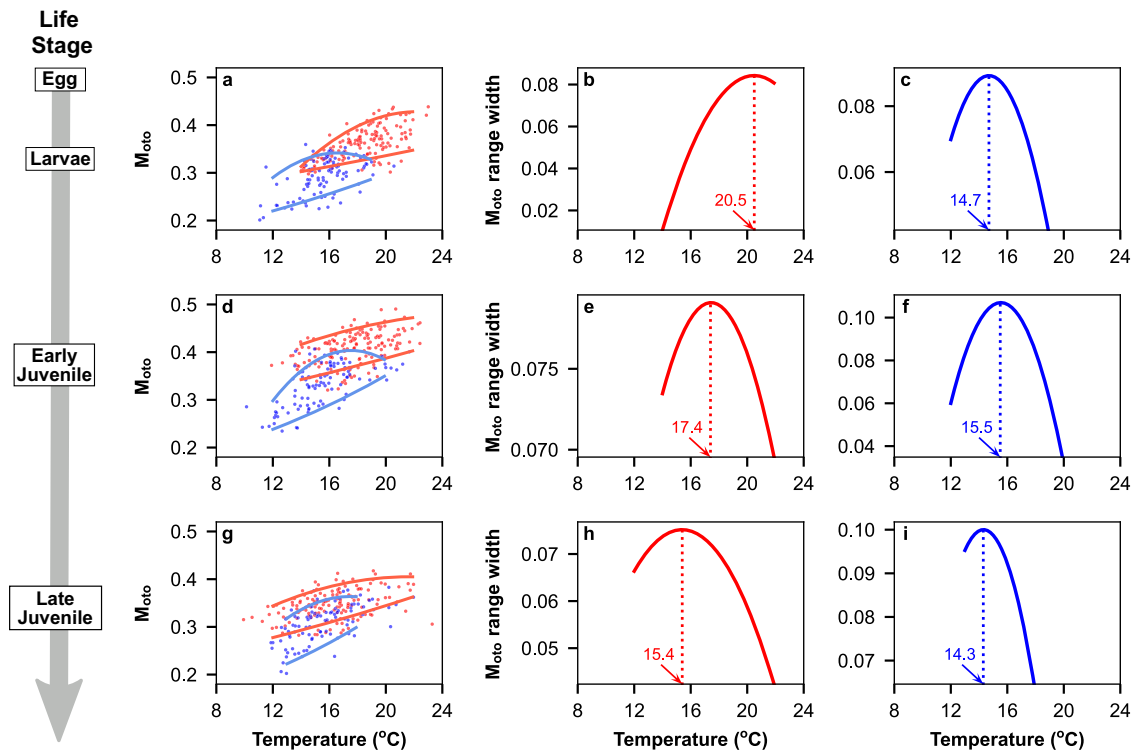 Life
Stage
Egg
Larvae
Early
Juvenile
Late
Juvenile
a
M_oto
0.5
0.4
0.3
0.2
8 12 16 20 24
b
M_oto range width
0.08
0.06
0.04
0.02
20.5
8 12 16 20 24
c
0.08
0.06
14.7
8 12 16 20 24
d
M_oto
0.5
0.4
0.3
0.2
8 12 16 20 24
e
M_oto range width
0.075
0.070
17.4
8 12 16 20 24
f
0.10
0.08
0.06
0.04
15.5
8 12 16 20 24
g
M_oto
0.5
0.4
0.3
0.2
8 12 16 20 24
Temperature (°C)
h
M_oto range width
0.07
0.06
0.05
15.4
8 12 16 20 24
Temperature (°C)
i
0.10
0.09
0.08
0.07
14.3
8 12 16 20 24
Temperature (°C)